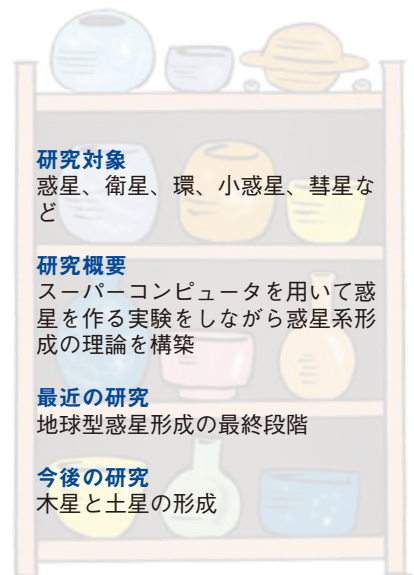 研究対象
惑星、衛星、環、小惑星、彗星な
ど
研究概要
スーパーコンピュータを用いて惑
星を作る実験をしながら惑星系形
成の理論を構築
最近の研究
地球型惑星形成の最終段階
今後の研究
木星と土星の形成